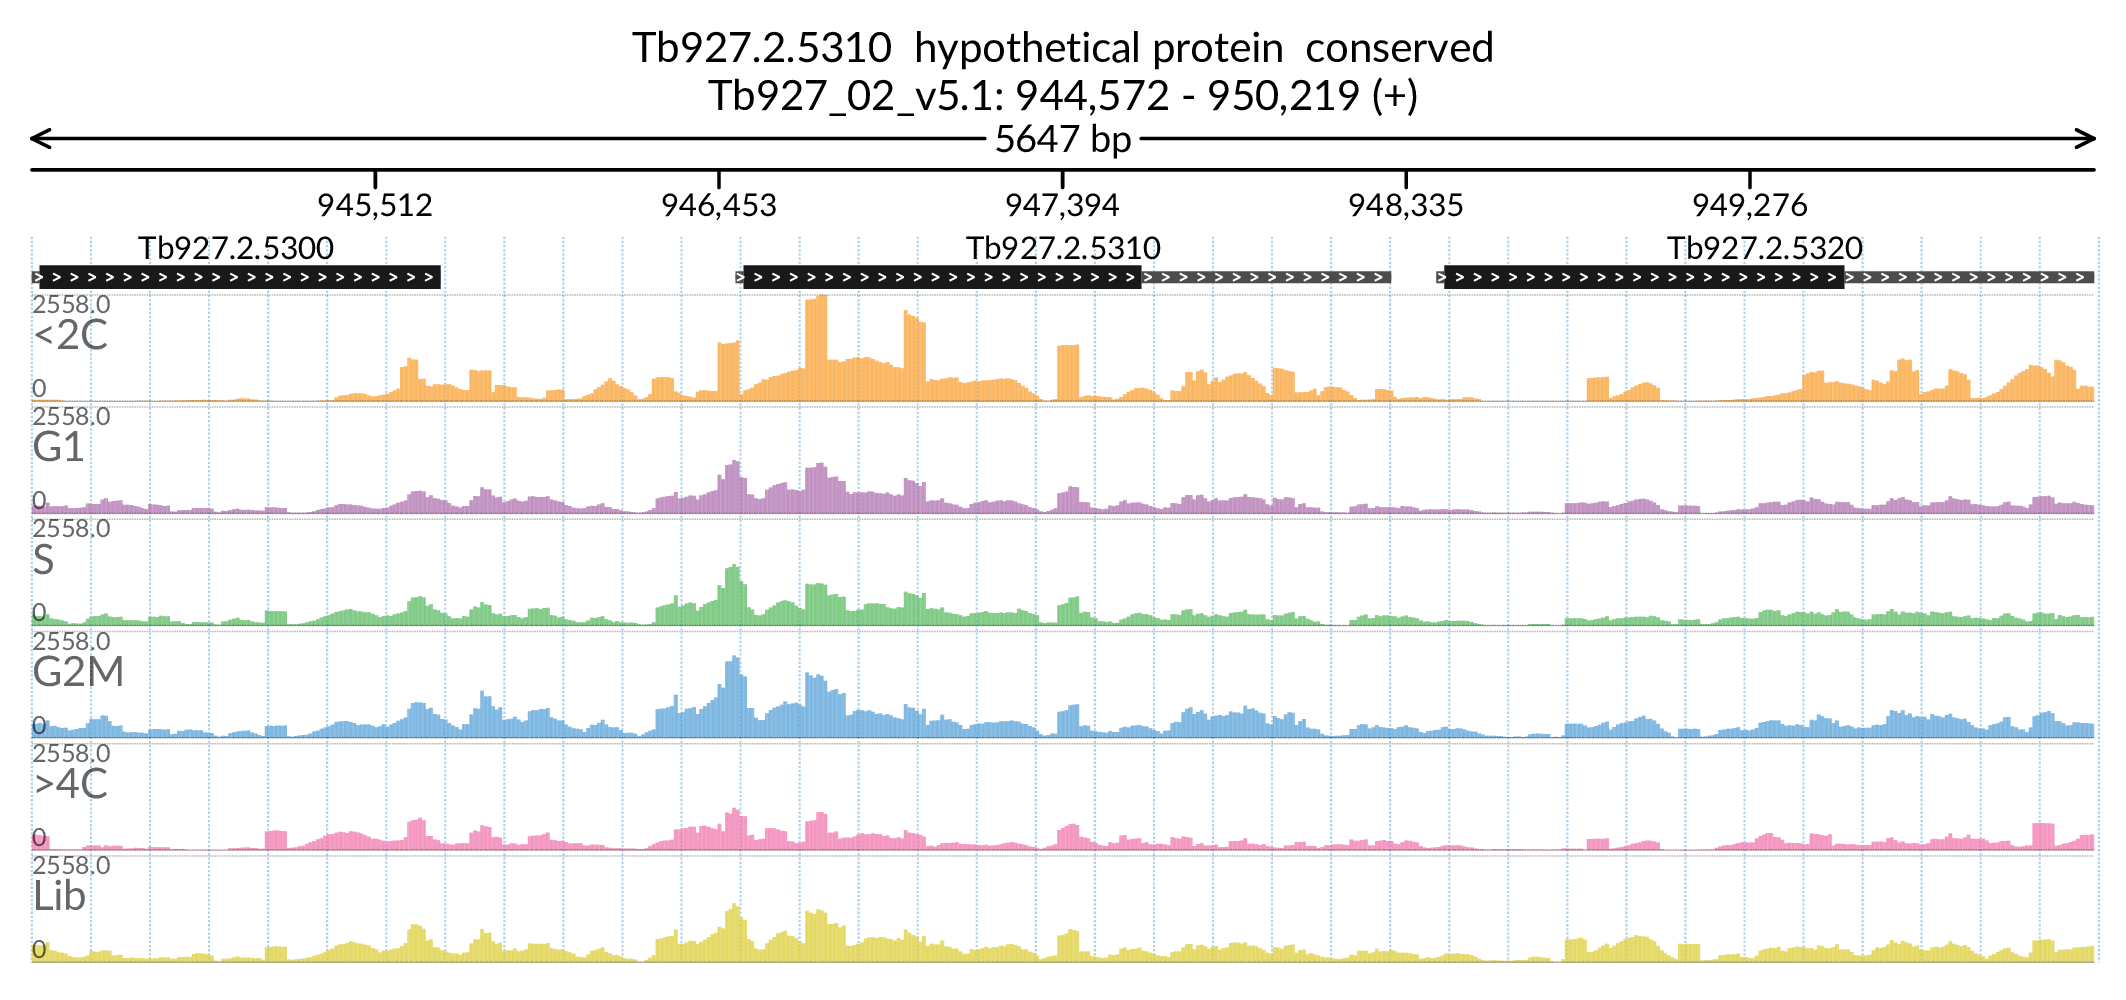 Tb927.2.5310  hypothetical protein  conserved
Tb927_02_v5.1: 944,572 - 950,219 (+)
5647 bp
945,512 946,453 947,394 948,335 949,276
Tb927.2.5300 Tb927.2.5310 Tb927.2.5320
2558.0
<2C
0
2558.0
G1
0
2558.0
S
0
2558.0
G2M
0
2558.0
>4C
0
2558.0
Lib
0